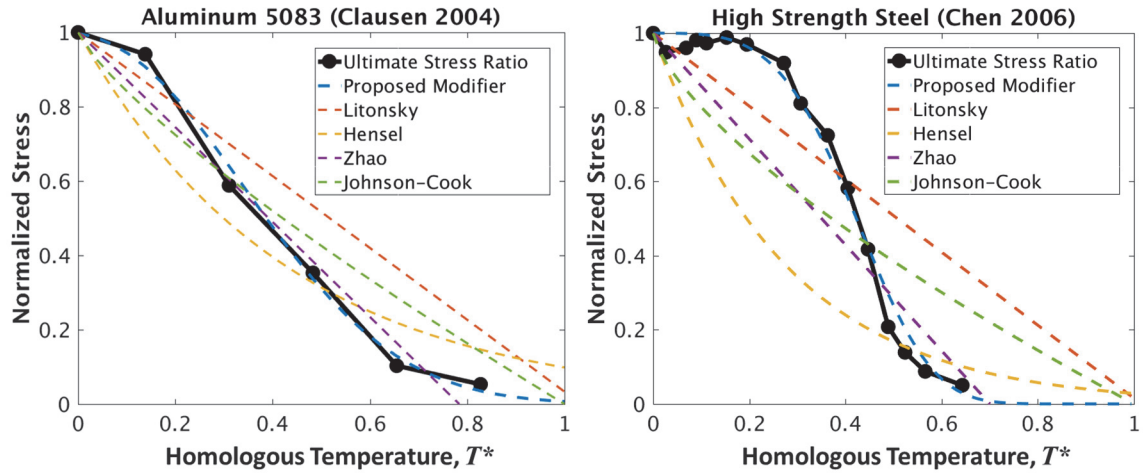 Aluminum 5083 (Clausen 2004)
1
0.8
0.6
0.4
0.2
0
Normalized Stress
Ultimate Stress Ratio
Proposed Modifier
Litonsky
Hensel
Zhao
Johnson-Cook
0 0.2 0.4 0.6 0.8 1
Homologous Temperature, T*
High Strength Steel (Chen 2006)
1
0.8
0.6
0.4
0.2
0
Normalized Stress
Ultimate Stress Ratio
Proposed Modifier
Litonsky
Hensel
Zhao
Johnson-Cook
0 0.2 0.4 0.6 0.8 1
Homologous Temperature, T*